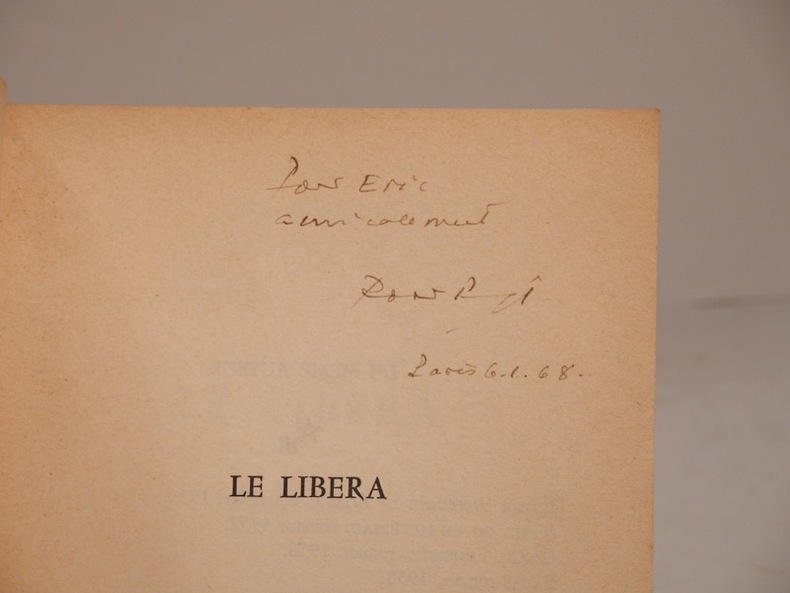 Pour Eric
amicalement
Paris 6.1.68.
LE LIBERA